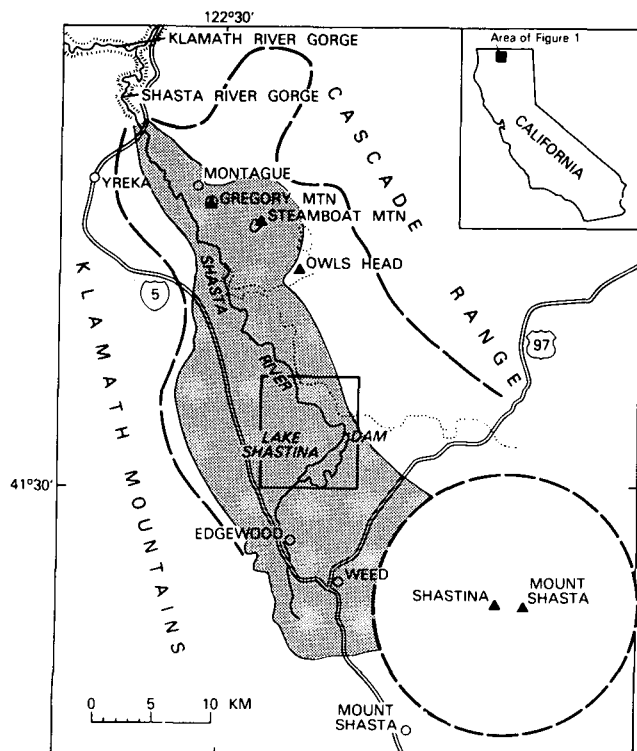 122°30'
KLAMATH RIVER GORGE
SHASTA RIVER GORGE
Area of Figure 1
CALIFORNIA
CASCADE RANGE
YREKA
MONTAGUE
GREGORY MTN
STEAMBOAT MTN
OWLS HEAD
SHASTA RIVER
5
97
KLAMATH MOUNTAINS
LAKE
SHASTINA
DAM
41°30'
EDGEWOOD
WEED
SHASTINA
MOUNT
SHASTA
0 5 10 KM
MOUNT
SHASTA